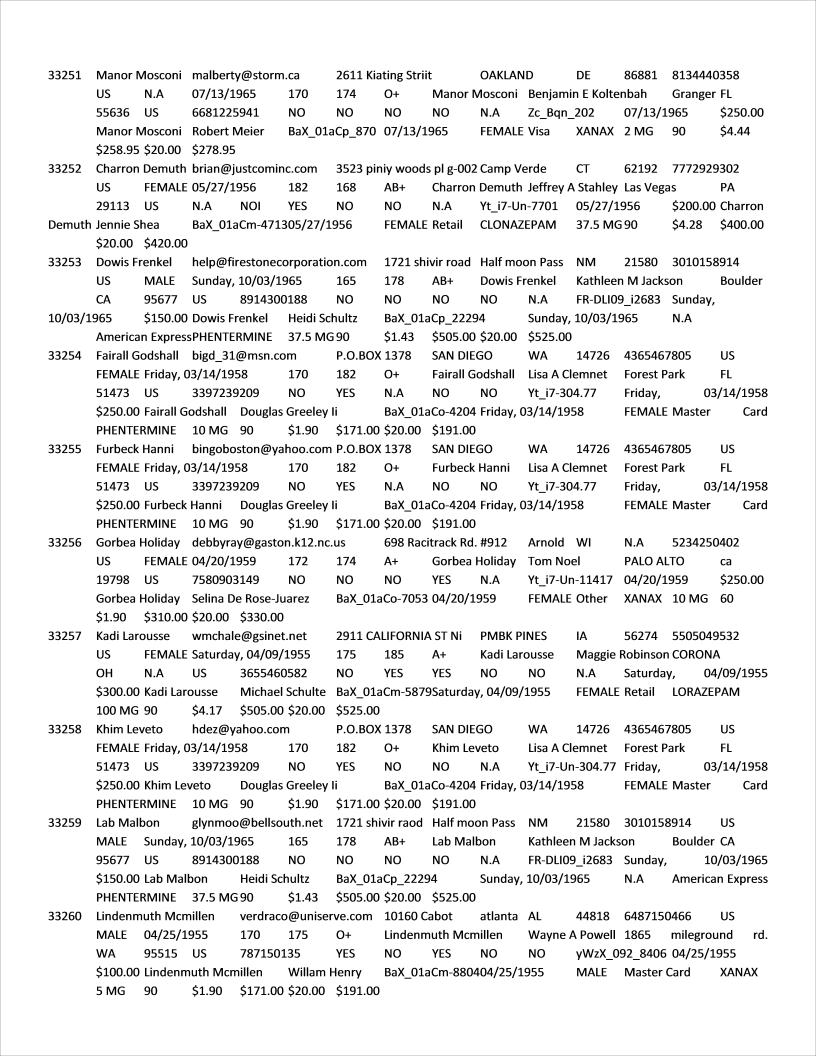 33251 Manor Mosconi malberty@storm.ca 2611 Kiating Striit OAKLAND DE 86881 8134440358
US N.A 07/13/1965 170 174 O+ Manor Mosconi Benjamin E Koltenbah Granger FL
55636 US 6681225941 NO NO NO NO N.A Zc_Bqn_202 07/13/1965 $250.00
Manor Mosconi Robert Meier BaX_01aCp_870 07/13/1965 FEMALE Visa XANAX 2 MG 90 $4.44
$258.95 $20.00 $278.95
33252 Charron Demuth brian@justcominc.com 3523 piniy woods pl g-002 Camp Verde CT 62192 7772929302
US FEMALE 05/27/1956 182 168 AB+ Charron Demuth Jeffrey A Stahley Las Vegas PA
29113 US N.A NOI YES NO NO N.A Yt_i7-Un-7701 05/27/1956 $200.00 Charron
Demuth Jennie Shea BaX_01aCm-471305/27/1956 FEMALE Retail CLONAZEPAM 37.5 MG 90 $4.28 $400.00
$20.00 $420.00
33253 Dowis Frenkel help@firestonecorporation.com 1721 shivir road Half moon Pass NM 21580 3010158914
US MALE Sunday, 10/03/1965 165 178 AB+ Dowis Frenkel Kathleen M Jackson Boulder
CA 95677 US 8914300188 NO NO NO NO N.A FR-DLI09_i2683 Sunday,
10/03/1965 $150.00 Dowis Frenkel Heidi Schultz BaX_01aCp_22294 Sunday, 10/03/1965 N.A
American ExpressPHENTERMINE 37.5 MG 90 $1.43 $505.00 $20.00 $525.00
33254 Fairall Godshall bigd_31@msn.com P.O.BOX 1378 SAN DIEGO WA 14726 4365467805 US
FEMALE Friday, 03/14/1958 170 182 O+ Fairall Godshall Lisa A Clemnet Forest Park FL
51473 US 3397239209 NO YES N.A NO NO Yt_i7-304.77 Friday, 03/14/1958
$250.00 Fairall Godshall Douglas Greeley Ii BaX_01aCo-4204 Friday, 03/14/1958 FEMALE Master Card
PHENTERMINE 10 MG 90 $1.90 $171.00 $20.00 $191.00
33255 Furbeck Hanni bingoboston@yahoo.com P.O.BOX 1378 SAN DIEGO WA 14726 4365467805 US
FEMALE Friday, 03/14/1958 170 182 O+ Furbeck Hanni Lisa A Clemnet Forest Park FL
51473 US 3397239209 NO YES N.A NO NO Yt_i7-304.77 Friday, 03/14/1958
$250.00 Furbeck Hanni Douglas Greeley Ii BaX_01aCo-4204 Friday, 03/14/1958 FEMALE Master Card
PHENTERMINE 10 MG 90 $1.90 $171.00 $20.00 $191.00
33256 Gorbea Holiday debbyray@gaston.k12.nc.us 698 Racitrack Rd. #912 Arnold WI N.A 5234250402
US FEMALE 04/20/1959 172 174 A+ Gorbea Holiday Tom Noel PALO ALTO ca
19798 US 7580903149 NO NO NO YES N.A Yt_i7-Un-11417 04/20/1959 $250.00
Gorbea Holiday Selina De Rose-Juarez BaX_01aCo-7053 04/20/1959 FEMALE Other XANAX 10 MG 60
$1.90 $310.00 $20.00 $330.00
33257 Kadi Larousse wmchale@gsinet.net 2911 CALIFORNIA ST Ni PMBK PINES IA 56274 5505049532
US FEMALE Saturday, 04/09/1955 175 185 A+ Kadi Larousse Maggie Robinson CORONA
OH N.A US 3655460582 NO YES YES NO NO N.A Saturday, 04/09/1955
$300.00 Kadi Larousse Michael Schulte BaX_01aCm-5879Saturday, 04/09/1955 FEMALE Retail LORAZEPAM
100 MG 90 $4.17 $505.00 $20.00 $525.00
33258 Khim Leveto hdez@yahoo.com P.O.BOX 1378 SAN DIEGO WA 14726 4365467805 US
FEMALE Friday, 03/14/1958 170 182 O+ Khim Leveto Lisa A Clemnet Forest Park FL
51473 US 3397239209 NO YES NO NO N.A Yt_i7-Un-304.77 Friday, 03/14/1958
$250.00 Khim Leveto Douglas Greeley Ii BaX_01aCo-4204 Friday, 03/14/1958 FEMALE Master Card
PHENTERMINE 10 MG 90 $1.90 $171.00 $20.00 $191.00
33259 Lab Malbon glynmoo@bellsouth.net 1721 shivir raod Half moon Pass NM 21580 3010158914 US
MALE Sunday, 10/03/1965 165 178 AB+ Lab Malbon Kathleen M Jackson Boulder CA
95677 US 8914300188 NO NO NO NO N.A FR-DLI09_i2683 Sunday, 10/03/1965
$150.00 Lab Malbon Heidi Schultz BaX_01aCp_22294 Sunday, 10/03/1965 N.A American Express
PHENTERMINE 37.5 MG 90 $1.43 $505.00 $20.00 $525.00
33260 Lindenmuth Mcmillen verdraco@uniserve.com 10160 Cabot atlanta AL 44818 6487150466 US
MALE 04/25/1955 170 175 O+ Lindenmuth Mcmillen Wayne A Powell 1865 mileground rd.
WA 95515 US 787150135 YES NO YES NO NO yWzX_092_8406 04/25/1955
$100.00 Lindenmuth Mcmillen Willam Henry BaX_01aCm-880404/25/1955 MALE Master Card XANAX
5 MG 90 $1.90 $171.00 $20.00 $191.00